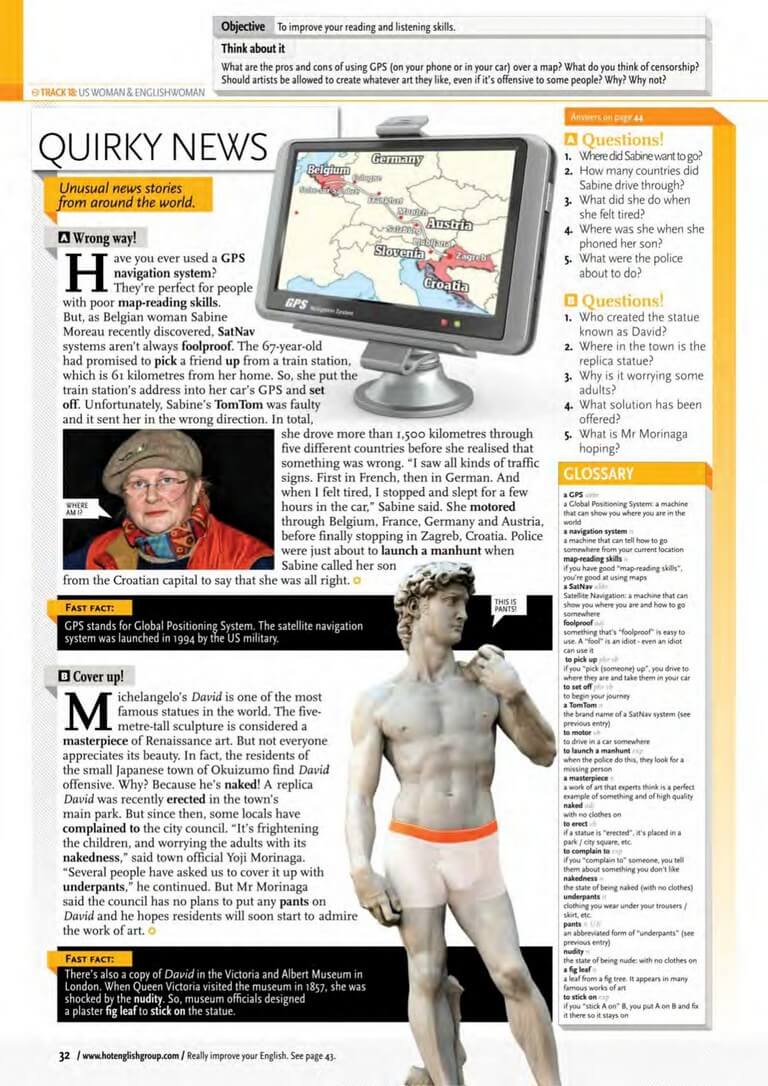 Objective To improve your reading and listening skills.
Think about it
What are the pros and cons of using GPS (on your phone or in your car) over a map? What do you think of censorship?
Should artists be allowed to create whatever art they like, even if it's offensive to some people? Why? Why not?
TRACK 18: US WOMAN & ENGLISHWOMAN
QUIRKY NEWS
Unusual news stories
from around the world.
A Wrong way!
Have you ever used a GPS
navigation system?
They're perfect for people
with poor map-reading skills.
But, as Belgian woman Sabine
Moreau recently discovered, SatNav
systems aren't always foolproof. The 67-year-old
had promised to pick a friend up from a train station,
which is 61 kilometres from her home. So, she put the
train station's address into her car's GPS and set
off. Unfortunately, Sabine's TomTom was faulty
and it sent her in the wrong direction. In total,
she drove more than 1,500 kilometres through
five different countries before she realised that
something was wrong. "I saw all kinds of traffic
signs. First in French, then in German. And
when I felt tired, I stopped and slept for a few
hours in the car," Sabine said. She motored
through Belgium, France, Germany and Austria,
before finally stopping in Zagreb, Croatia. Police
were just about to launch a manhunt when
Sabine called her son
from the Croatian capital to say that she was all right.
WHERE
AM I?
Germany
Belgium
Cologne
Frankfurt
Munich
Austria
Salzburg
Ljubljana
Slovenia
Zagreb
Croatia
GPS Navigation System
FAST FACT:
GPS stands for Global Positioning System. The satellite navigation
system was launched in 1994 by the US military.
THIS IS
PANTS!
B Cover up!
Michelangelo's David is one of the most
famous statues in the world. The five-
metre-tall sculpture is considered a
masterpiece of Renaissance art. But not everyone
appreciates its beauty. In fact, the residents of
the small Japanese town of Okuizumo find David
offensive. Why? Because he's naked! A replica
David was recently erected in the town's
main park. But since then, some locals have
complained to the city council. "It's frightening
the children, and worrying the adults with its
nakedness," said town official Yoji Morinaga.
"Several people have asked us to cover it up with
underpants," he continued. But Mr Morinaga
said the council has no plans to put any pants on
David and he hopes residents will soon start to admire
the work of art.
FAST FACT:
There's also a copy of David in the Victoria and Albert Museum in
London. When Queen Victoria visited the museum in 1857, she was
shocked by the nudity. So, museum officials designed
a plaster fig leaf to stick on the statue.
Answers on page 44
A Questions!
1. Where did Sabine want to go?
2. How many countries did
Sabine drive through?
3. What did she do when
she felt tired?
4. Where was she when she
phoned her son?
5. What were the police
about to do?
B Questions!
1. Who created the statue
known as David?
2. Where in the town is the
replica statue?
3. Why is it worrying some
adults?
4. What solution has been
offered?
5. What is Mr Morinaga
hoping?
GLOSSARY
a GPS abbr
a Global Positioning System: a machine
that can show you where you are in the
world
a navigation system n
a machine that can tell how to go
somewhere from your current location
map-reading skills n
if you have good "map-reading skills",
you're good at using maps
a SatNav abbr
Satellite Navigation: a machine that can
show you where you are and how to go
somewhere
foolproof adj
something that's "foolproof" is easy to
use. A "fool" is an idiot - even an idiot
can use it
to pick up phr vb
if you "pick (someone) up", you drive to
where they are and take them in your car
to set off phr vb
to begin your journey
a TomTom n
the brand name of a SatNav system (see
previous entry)
to motor vb
to drive in a car somewhere
to launch a manhunt exp
when the police do this, they look for a
missing person
a masterpiece n
a work of art that experts think is a perfect
example of something and of high quality
naked adj
with no clothes on
to erect vb
if a statue is "erected", it's placed in a
park / city square, etc.
to complain to exp
if you "complain to" someone, you tell
them about something you don't like
nakedness n
the state of being naked (with no clothes)
underpants n
clothing you wear under your trousers /
skirt, etc.
pants n UK
an abbreviated form of "underpants" (see
previous entry)
nudity n
the state of being nude: with no clothes on
a fig leaf n
a leaf from a fig tree. It appears in many
famous works of art
to stick on exp
if you "stick A on" B, you put A on B and fix
it there so it stays on
32 / www.hotenglishgroup.com / Really improve your English. See page 43.